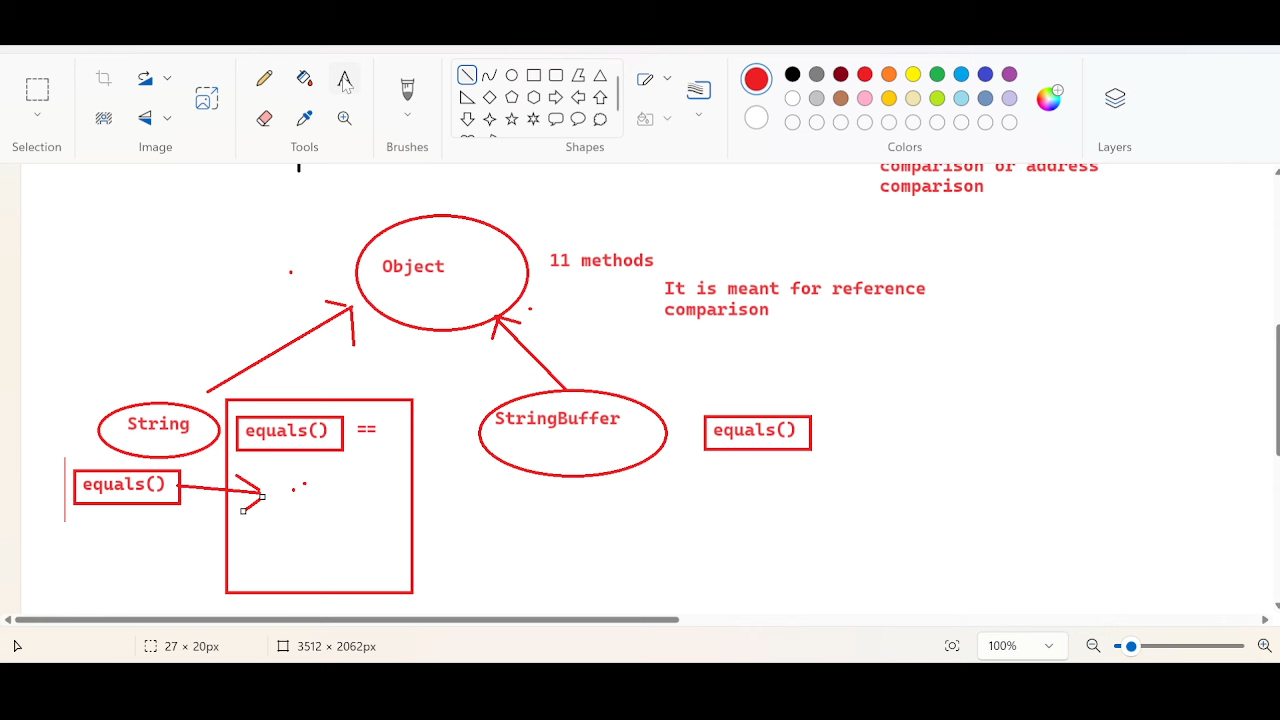 Selection
Image
Tools
Brushes
Shapes
Colors
Layers
comparison or address
comparison
Object
11 methods
It is meant for reference
comparison
String
equals() ==
StringBuffer
equals()
equals()
27 × 20px
3512 × 2062px
100%